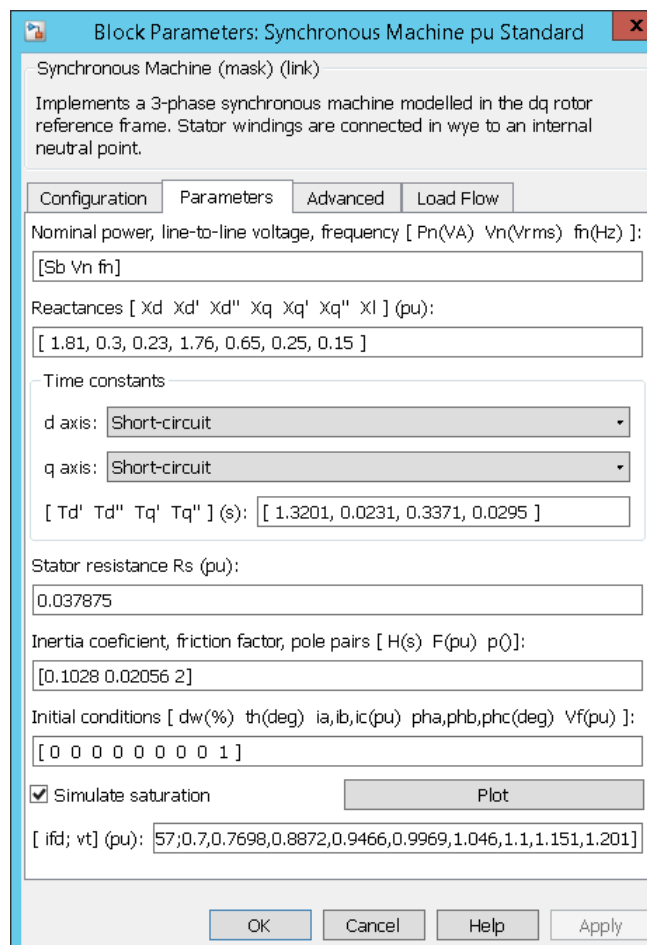 Block Parameters: Synchronous Machine pu Standard
x
Synchronous Machine (mask) (link)
Implements a 3-phase synchronous machine modelled in the dq rotor
reference frame. Stator windings are connected in wye to an internal
neutral point.
Configuration Parameters Advanced Load Flow
Nominal power, line-to-line voltage, frequency [ Pn(VA) Vn(Vrms) fn(Hz) ]:
[Sb Vn fn]
Reactances [ Xd Xd' Xd'' Xq Xq' Xq'' Xl ] (pu):
[ 1.81, 0.3, 0.23, 1.76, 0.65, 0.25, 0.15 ]
Time constants
d axis: Short-circuit
q axis: Short-circuit
[ Td' Td'' Tq' Tq'' ] (s): [ 1.3201, 0.0231, 0.3371, 0.0295 ]
Stator resistance Rs (pu):
0.037875
Inertia coeficient, friction factor, pole pairs [ H(s) F(pu) p()]:
[0.1028 0.02056 2]
Initial conditions [ dw(%) th(deg) ia,ib,ic(pu) pha,phb,phc(deg) Vf(pu) ]:
[ 0 0 0 0 0 0 0 0 1 ]
Simulate saturation Plot
[ ifd; vt] (pu): 57;0.7,0.7698,0.8872,0.9466,0.9969,1.046,1.1,1.151,1.201]
OK Cancel Help Apply